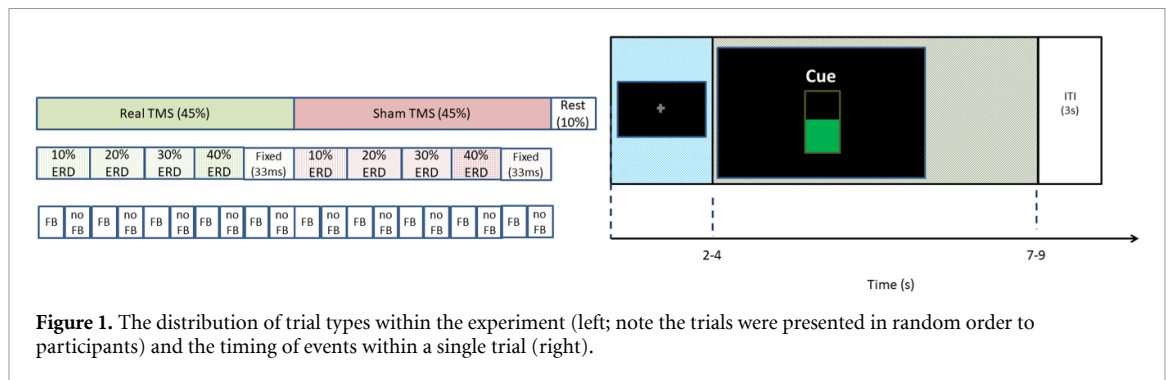 Real TMS (45%)
Sham TMS (45%)
Rest
(10%)
10%
ERD
20%
ERD
30%
ERD
40%
ERD
Fixed
(33ms)
10%
ERD
20%
ERD
30%
ERD
40%
ERD
Fixed
(33ms)
FB
no
FB
FB
no
FB
FB
no
FB
FB
no
FB
FB
no
FB
FB
no
FB
FB
no
FB
FB
no
FB
FB
no
FB
FB
no
FB
Cue
ITI
(3s)
2-4
7-9
Time (s)
Figure 1. The distribution of trial types within the experiment (left; note the trials were presented in random order to
participants) and the timing of events within a single trial (right).